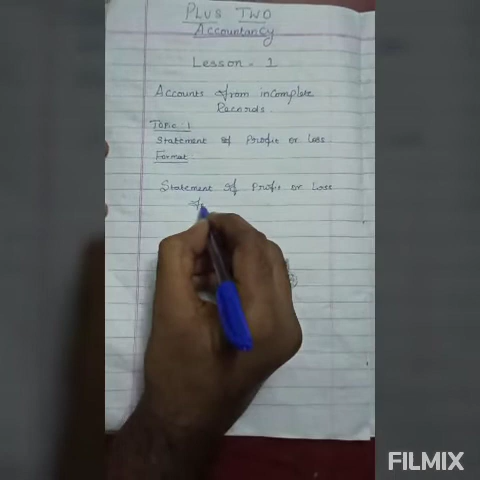 PLUS TWO
Accountancy
Lesson - 1
Accounts from incomplete
Records.
Topic : 1
Statement of Profit or Loss
Format
Statement of Profit or Loss
FILMIX